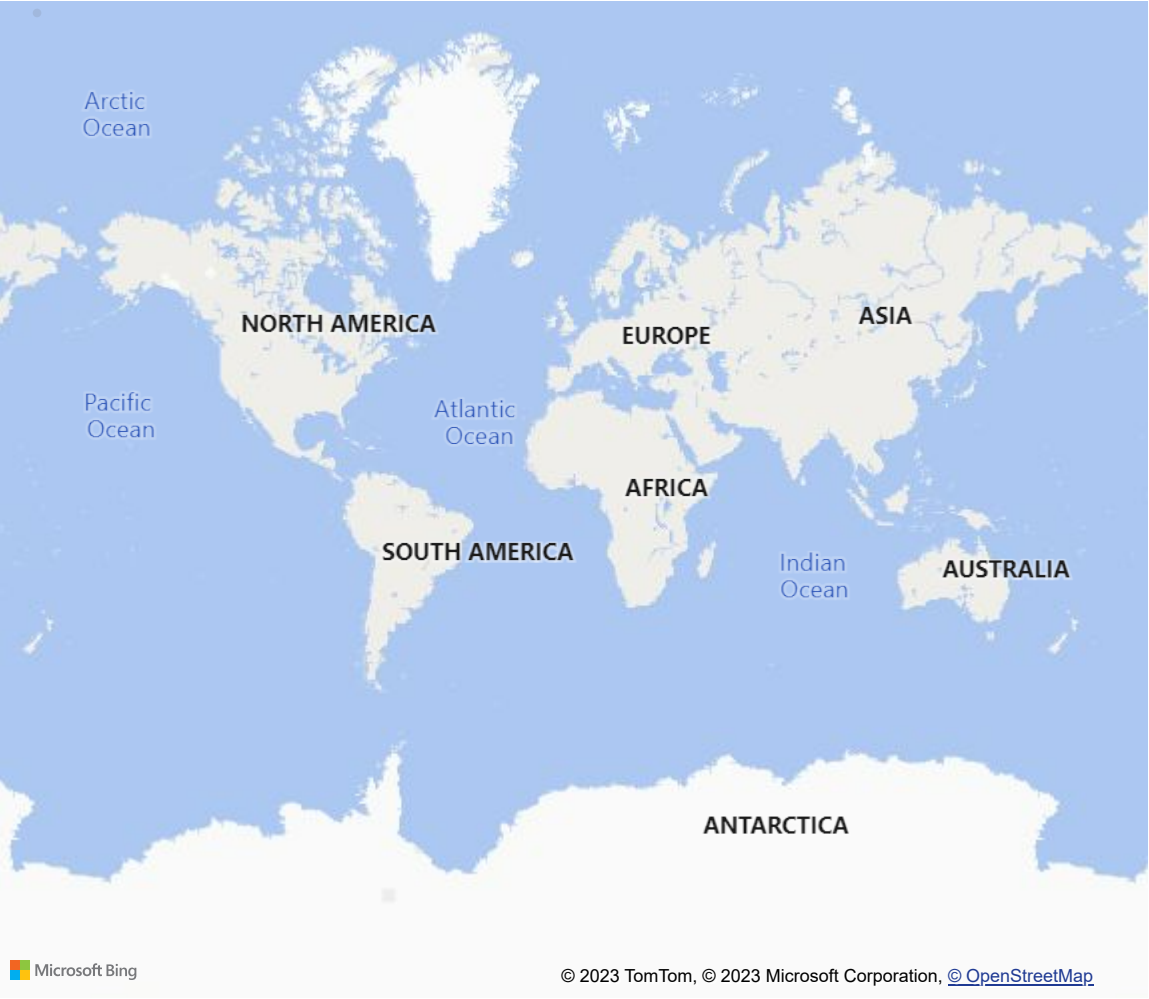 Arctic
Ocean
NORTH AMERICA
EUROPE
ASIA
Pacific
Ocean
Atlantic
Ocean
AFRICA
SOUTH AMERICA
Indian
Ocean
AUSTRALIA
ANTARCTICA
Microsoft Bing
© 2023 TomTom, © 2023 Microsoft Corporation, © OpenStreetMap